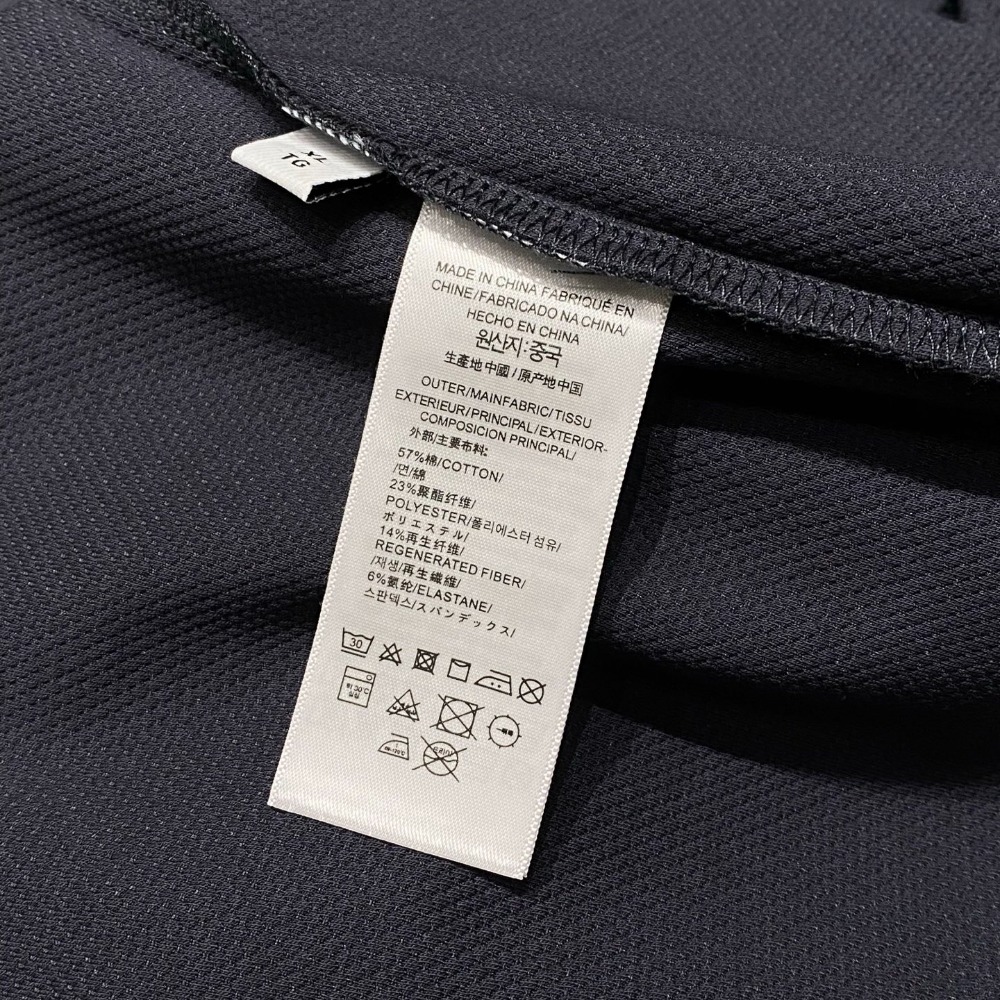 XL
TG
MADE IN CHINA FABRIQUÉ EN
CHINE/FABRICADO NA CHINA/
HECHO EN CHINA
원산지:중국
生產地中國/原产地中国
OUTER/MAINFABRIC/TISSU
EXTERIEUR/PRINCIPAL/EXTERIOR-
COMPOSICION PRINCIPAL/
外部/主要布料:
57%棉/COTTON/
/면/綿
23%聚酯纤维/
POLYESTER/폴리에스터 섬유/
ポリエステル/
14%再生纤维/
REGENERATED FIBER/
/재생/再生纖維/
6%氨纶/ELASTANE/
스판덱스/スパンデックス/
30